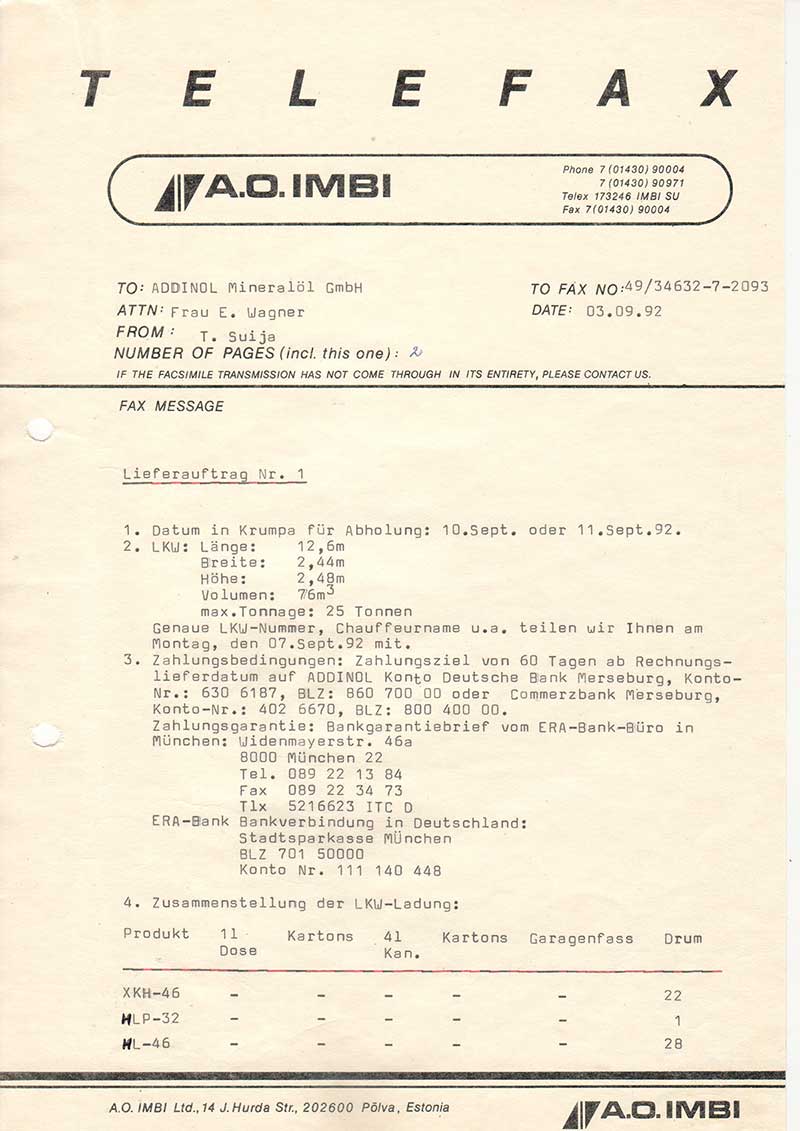 TELEFAX
A.O. IMBI
Phone 7 (01430) 90004
7 (01430) 90971
Telex 173246 IMBI SU
Fax 7(01430) 90004
TO: ADDINOL Mineralöl GmbH
TO FAX NO: 49/34632-7-2093
ATTN: Frau E. Wagner
DATE: 03.09.92
FROM: T. Suija
NUMBER OF PAGES (incl. this one): 2
IF THE FACSIMILE TRANSMISSION HAS NOT COME THROUGH IN ITS ENTIRETY, PLEASE CONTACT US.
FAX MESSAGE
Lieferauftrag Nr. 1
1. Datum in Krumpa für Abholung: 10.Sept. oder 11.Sept.92.
2. LKW: Länge: 12,6m
Breite: 2,44m
Höhe: 2,48m
Volumen: 76m³
max.Tonnage: 25 Tonnen
Genaue LKW-Nummer, Chauffeurname u.a. teilen wir Ihnen am
Montag, den 07.Sept.92 mit.
3. Zahlungsbedingungen: Zahlungsziel von 60 Tagen ab Rechnungs-
lieferdatum auf ADDINOL Konto Deutsche Bank Merseburg, Konto-
Nr.: 630 6187, BLZ: 860 700 00 oder Commerzbank Merseburg,
Konto-Nr.: 402 6670, BLZ: 800 400 00.
Zahlungsgarantie: Bankgarantiebrief vom ERA-Bank-Büro in
München: Widenmayerstr. 46a
8000 München 22
Tel. 089 22 13 84
Fax 089 22 34 73
Tlx 5216623 ITC D
ERA-Bank Bankverbindung in Deutschland:
Stadtsparkasse München
BLZ 701 50000
Konto Nr. 111 140 448
4. Zusammenstellung der LKW-Ladung:
Produkt 1l Kartons 4l Kartons Garagenfass Drum
Dose Kan.
XKH-46 - - - - - 22
HLP-32 - - - - - 1
HL-46 - - - - - 28
A.O. IMBI Ltd., 14 J. Hurda Str., 202600 Põlva, Estonia
A.O. IMBI